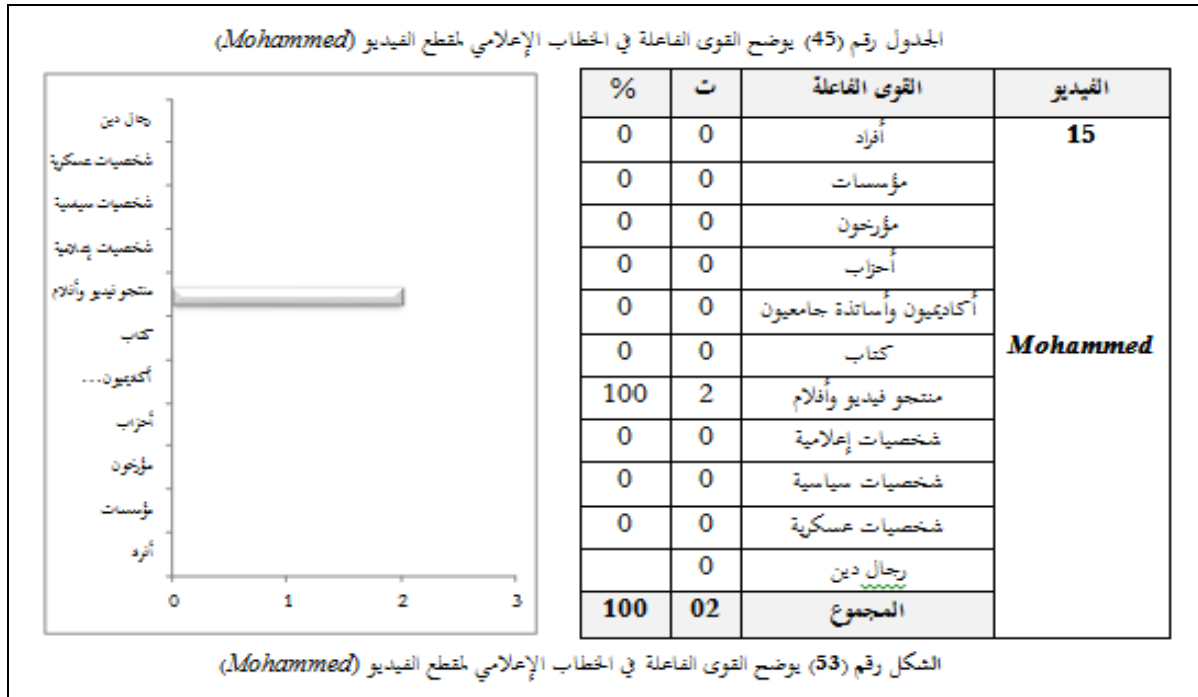 الجدول رقم (45) يوضح القوى الفاعلة في الخطاب الإعلامي لمقطع الفيديو (Mohammed)
الفيديو القوى الفاعلة ت %
15 أفراد 0 0
مؤسسات 0 0
مؤرخون 0 0
أحزاب 0 0
أكاديميون وأساتذة جامعيون 0 0
Mohammed كتاب 0 0
منتجو فيديو وأفلام 2 100
شخصيات إعلامية 0 0
شخصيات سياسية 0 0
شخصيات عسكرية 0 0
رجال دين 0
المجموع 02 100
رجال دين
شخصيات عسكرية
شخصيات سيسية
شخصيات إعلامية
منتجو فيديو وأفلام
كتاب
أكديميون...
أحزاب
مؤرخون
مؤسسات
أفرد
0 1 2 3
الشكل رقم (53) يوضح القوى الفاعلة في الخطاب الإعلامي لمقطع الفيديو (Mohammed)